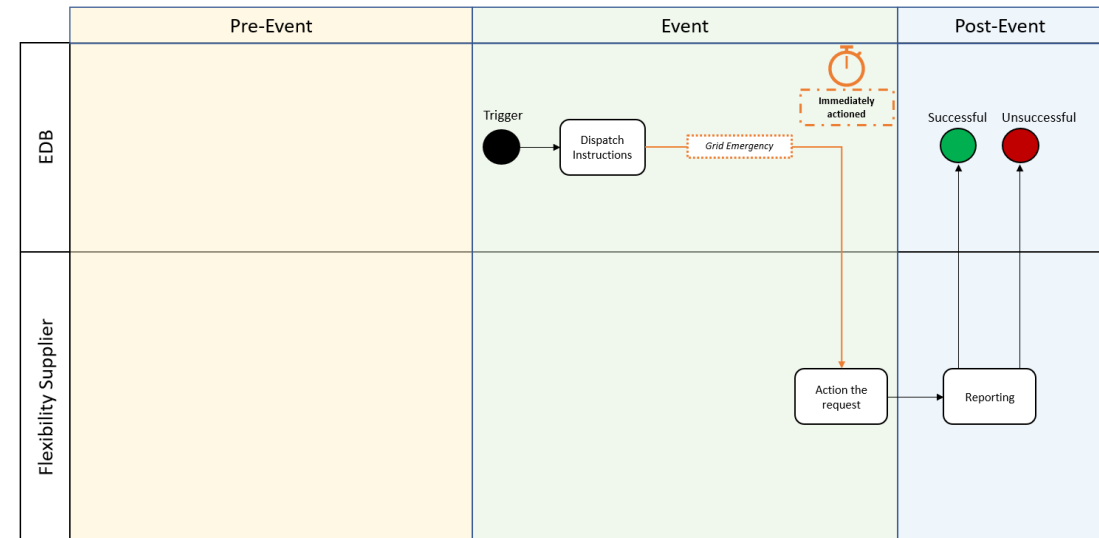 Pre-Event
Event
Post-Event
EDB
Immediately
actioned
Trigger
Successful
Unsuccessful
Dispatch
Instructions
Grid Emergency
Flexibility Supplier
Action the
request
Reporting